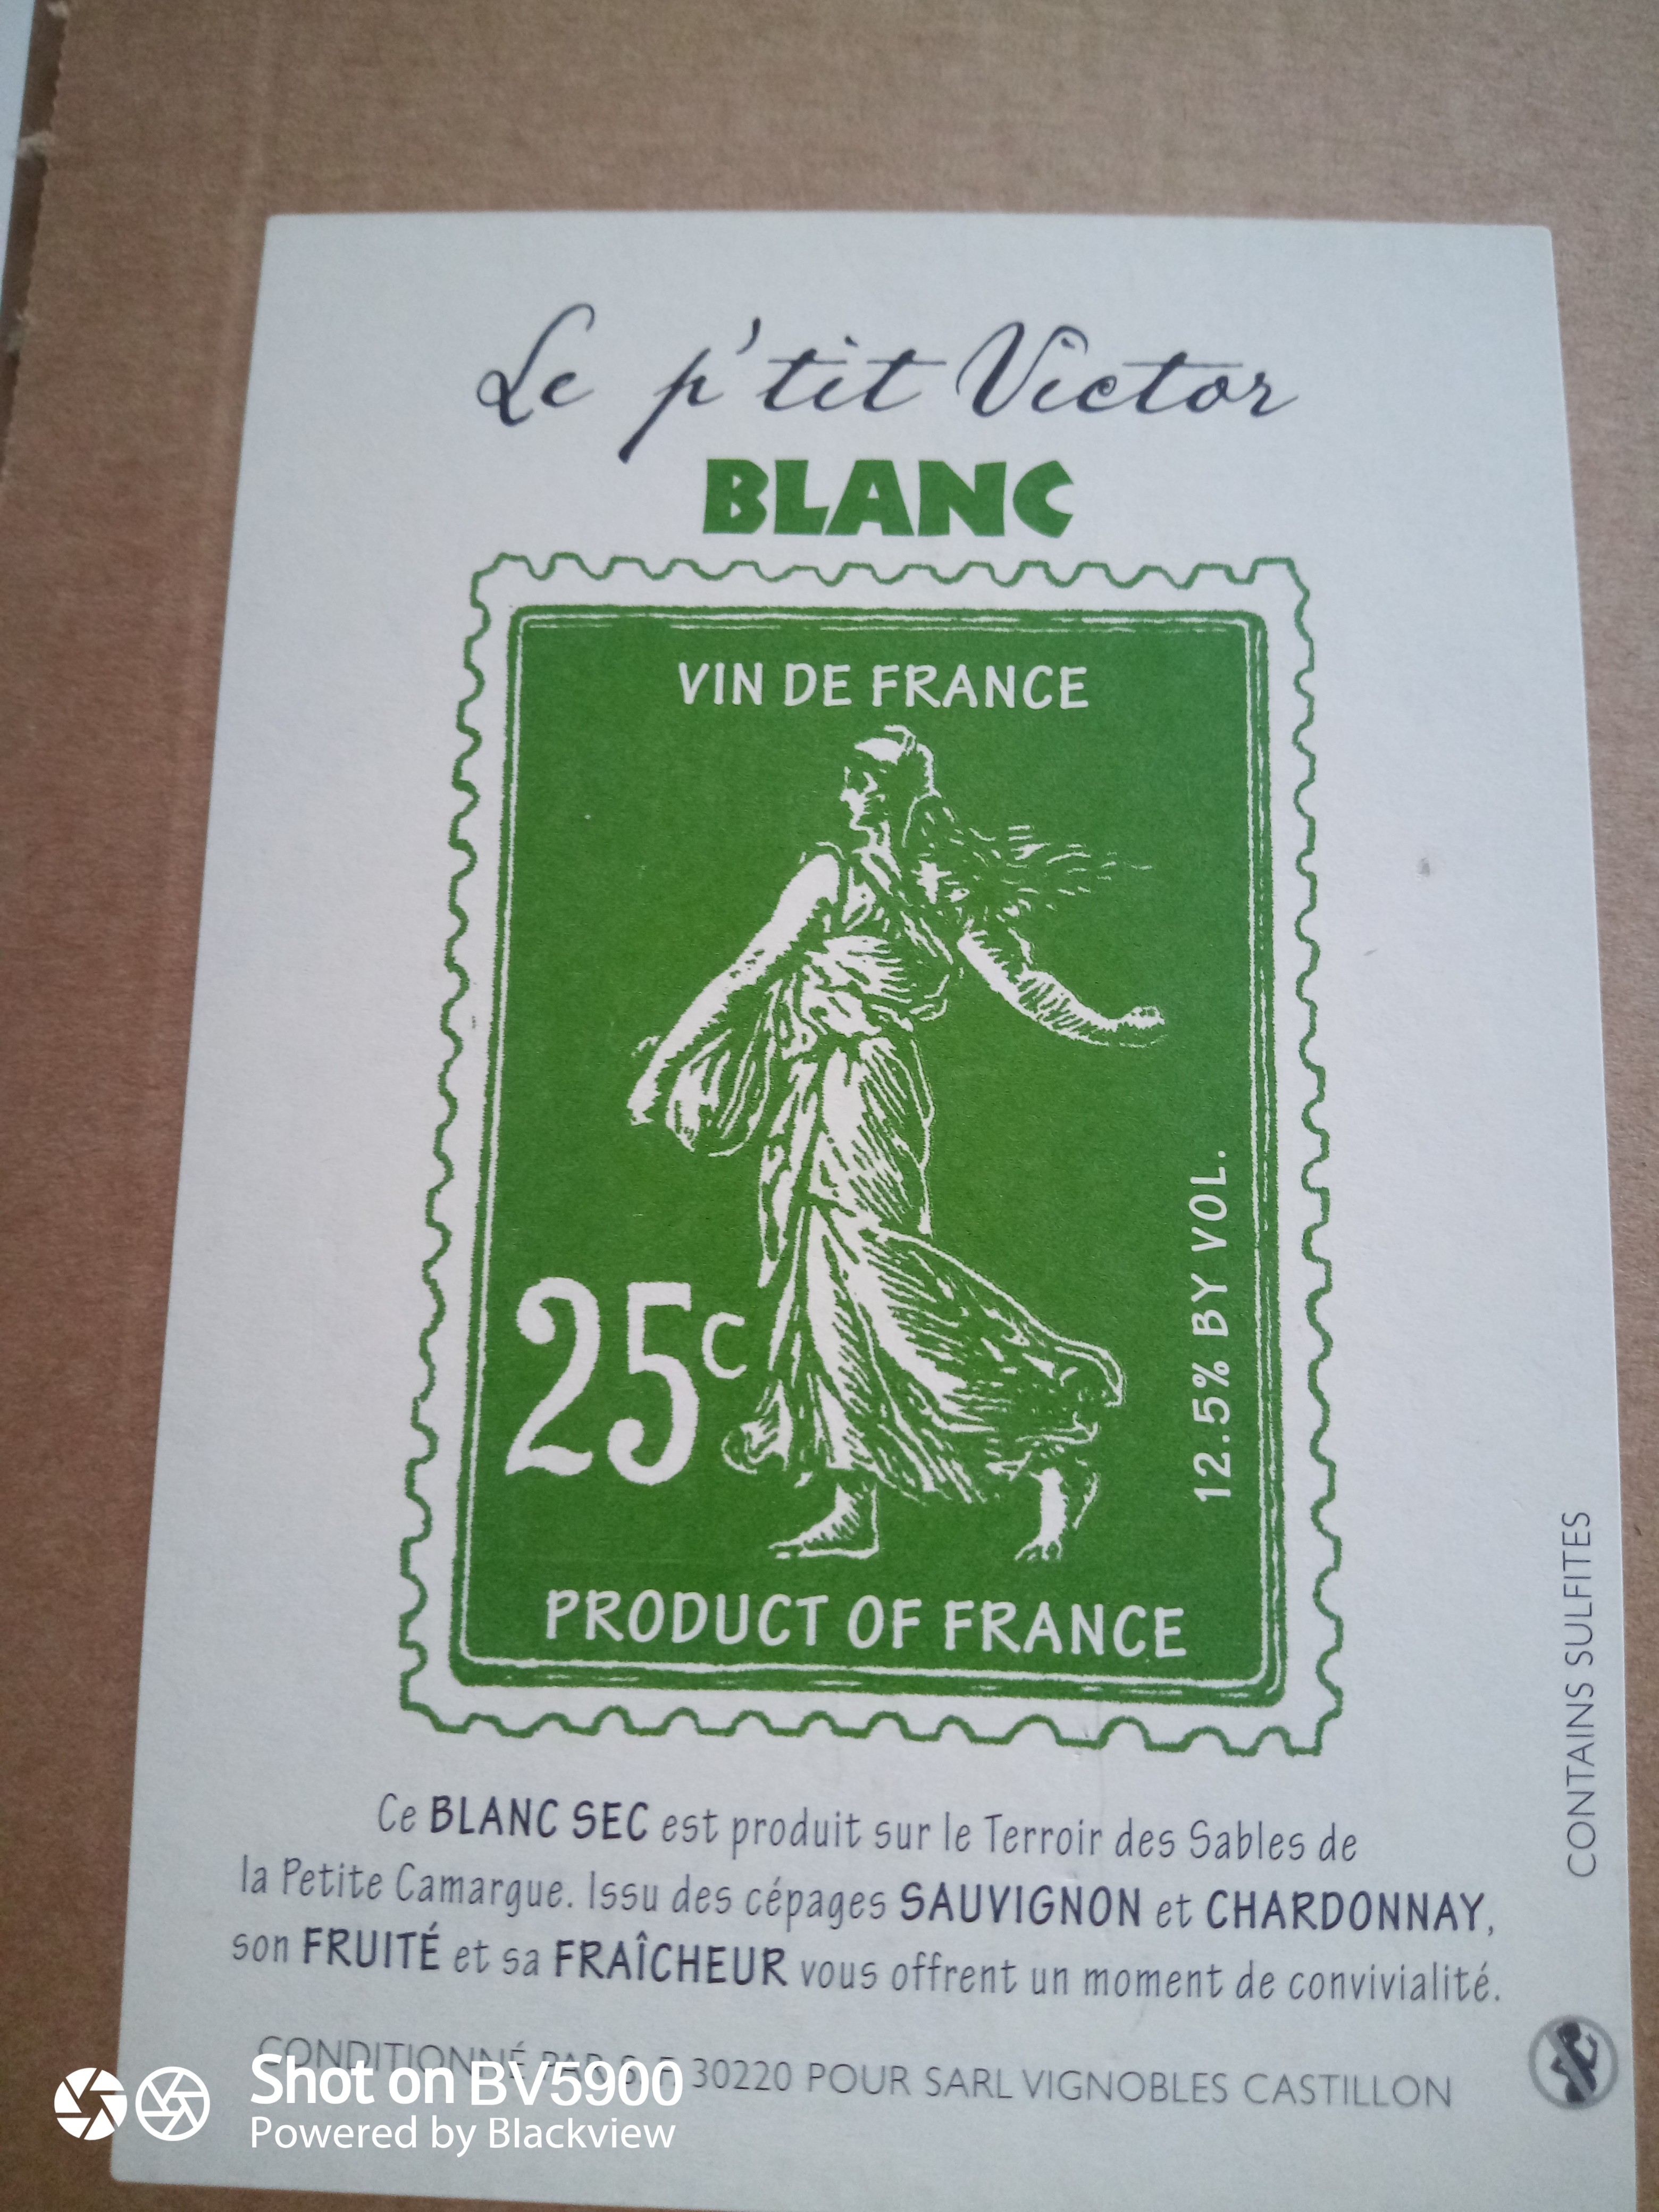 Le p'tit Victor
BLANC
VIN DE FRANCE
25c
12.5% BY VOL.
PRODUCT OF FRANCE
CONTAINS SULFITES
Ce BLANC SEC est produit sur le Terroir des Sables de
la Petite Camargue. Issu des cépages SAUVIGNON et CHARDONNAY,
son FRUITÉ et sa FRAÎCHEUR vous offrent un moment de convivialité.
CONDITIONNÉ PAR 30220 POUR SARL VIGNOBLES CASTILLON
Shot on BV5900
Powered by Blackview